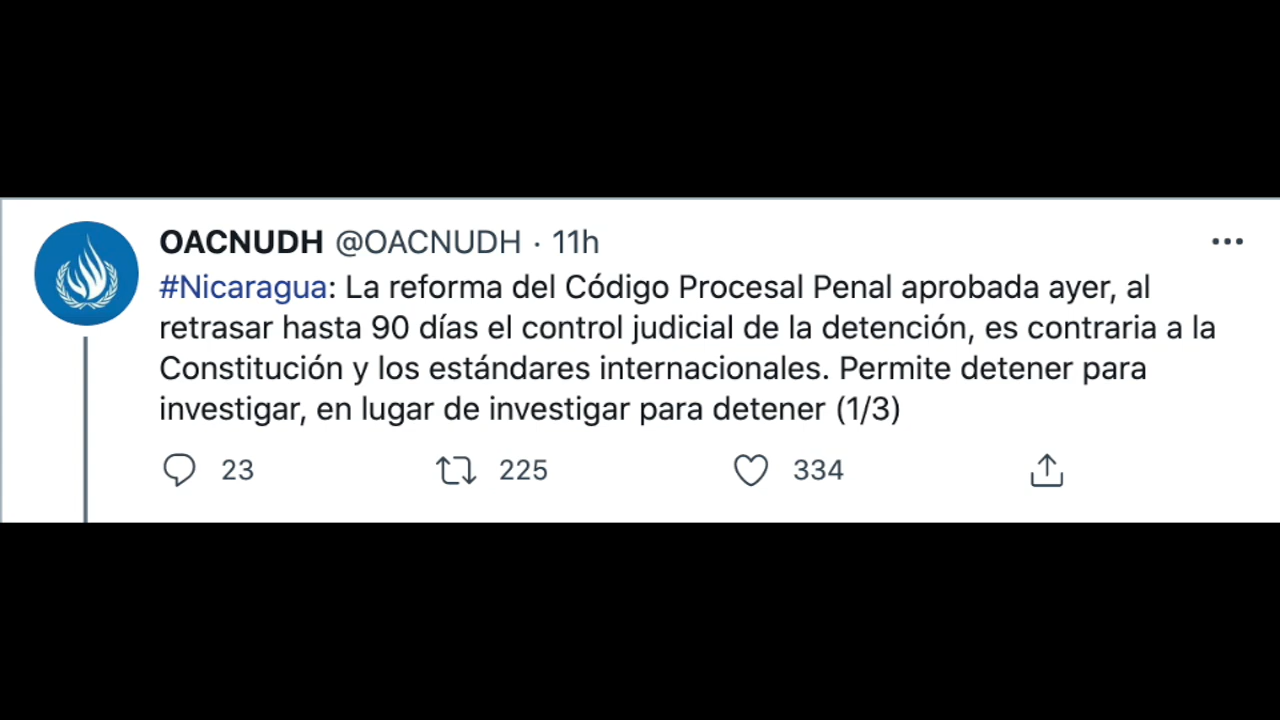 OACNUDH @OACNUDH · 11h
#Nicaragua: La reforma del Código Procesal Penal aprobada ayer, al
retrasar hasta 90 días el control judicial de la detención, es contraria a la
Constitución y los estándares internacionales. Permite detener para
investigar, en lugar de investigar para detener (1/3)
23 225 334